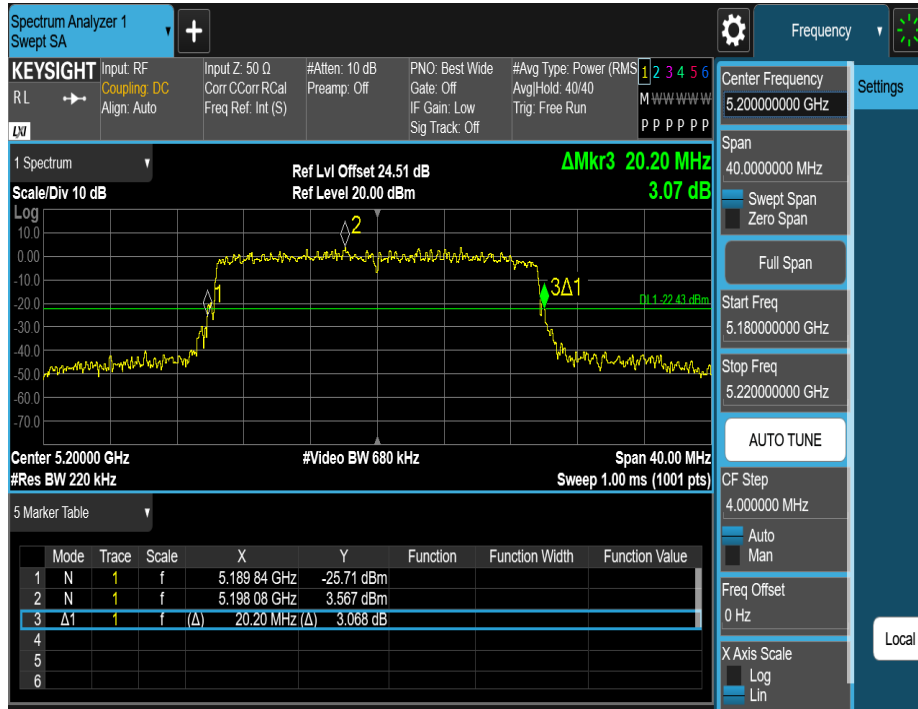 Spectrum Analyzer 1
Swept SA
+
Frequency
KEYSIGHT
R L
LXI
Input: RF
Coupling: DC
Align: Auto
Input Z: 50 Ω
Corr CCorr RCal
Freq Ref: Int (S)
#Atten: 10 dB
Preamp: Off
PNO: Best Wide
Gate: Off
IF Gain: Low
Sig Track: Off
#Avg Type: Power (RMS
Avg|Hold: 40/40
Trig: Free Run
1 2 3 4 5 6
M W W W W W
P P P P P P
1 Spectrum
Scale/Div 10 dB
Log
Ref Lvl Offset 24.51 dB
Ref Level 20.00 dBm
ΔMkr3 20.20 MHz
3.07 dB
10.0
0.00
-10.0
-20.0
-30.0
-40.0
-50.0
-60.0
-70.0
2
1
3Δ1
DL1 -22.43 dBm
Center 5.20000 GHz
#Res BW 220 kHz
#Video BW 680 kHz
Span 40.00 MHz
Sweep 1.00 ms (1001 pts)
5 Marker Table
Mode Trace Scale X Y Function Function Width Function Value
1 N 1 f 5.189 84 GHz -25.71 dBm
2 N 1 f 5.198 08 GHz 3.567 dBm
3 Δ1 1 f (Δ) 20.20 MHz (Δ) 3.068 dB
4
5
6
Center Frequency
5.200000000 GHz
Span
40.0000000 MHz
Swept Span
Zero Span
Full Span
Start Freq
5.180000000 GHz
Stop Freq
5.220000000 GHz
AUTO TUNE
CF Step
4.000000 MHz
Auto
Man
Freq Offset
0 Hz
X Axis Scale
Log
Lin
Settings
Local